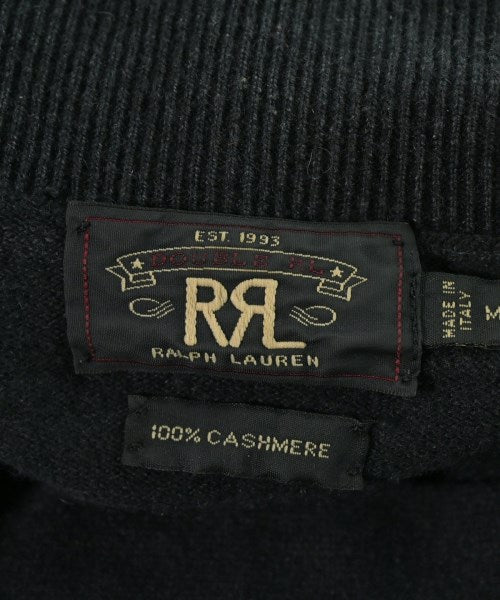 EST. 1993
DOUBLE RL
RRL
RALPH LAUREN
MADE IN
ITALY
M
100% CASHMERE